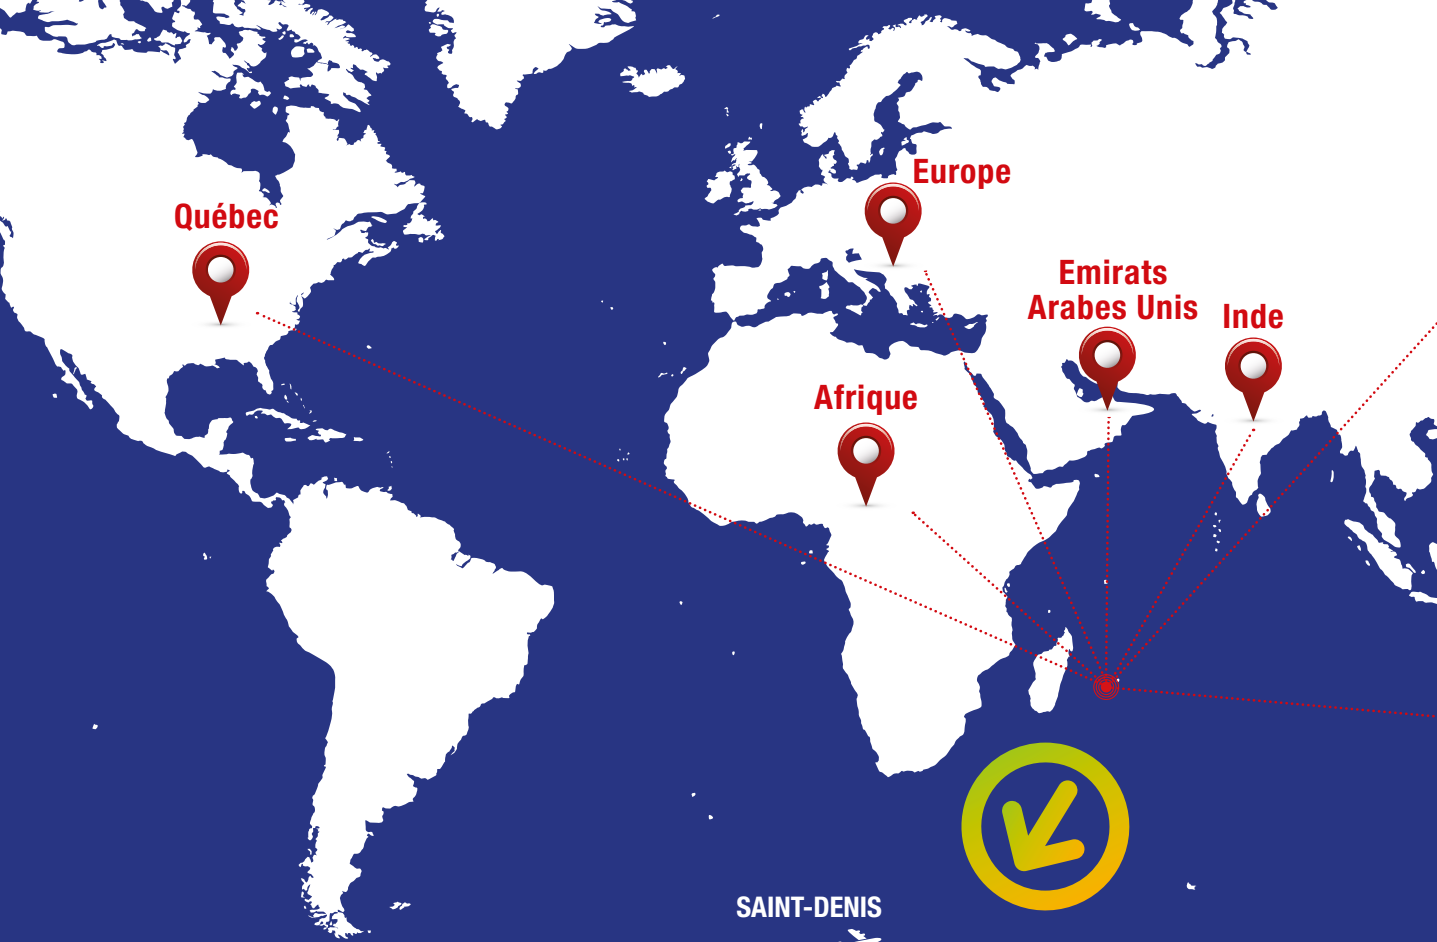 Europe
Québec
Emirats
Arabes Unis
Inde
Afrique
SAINT-DENIS